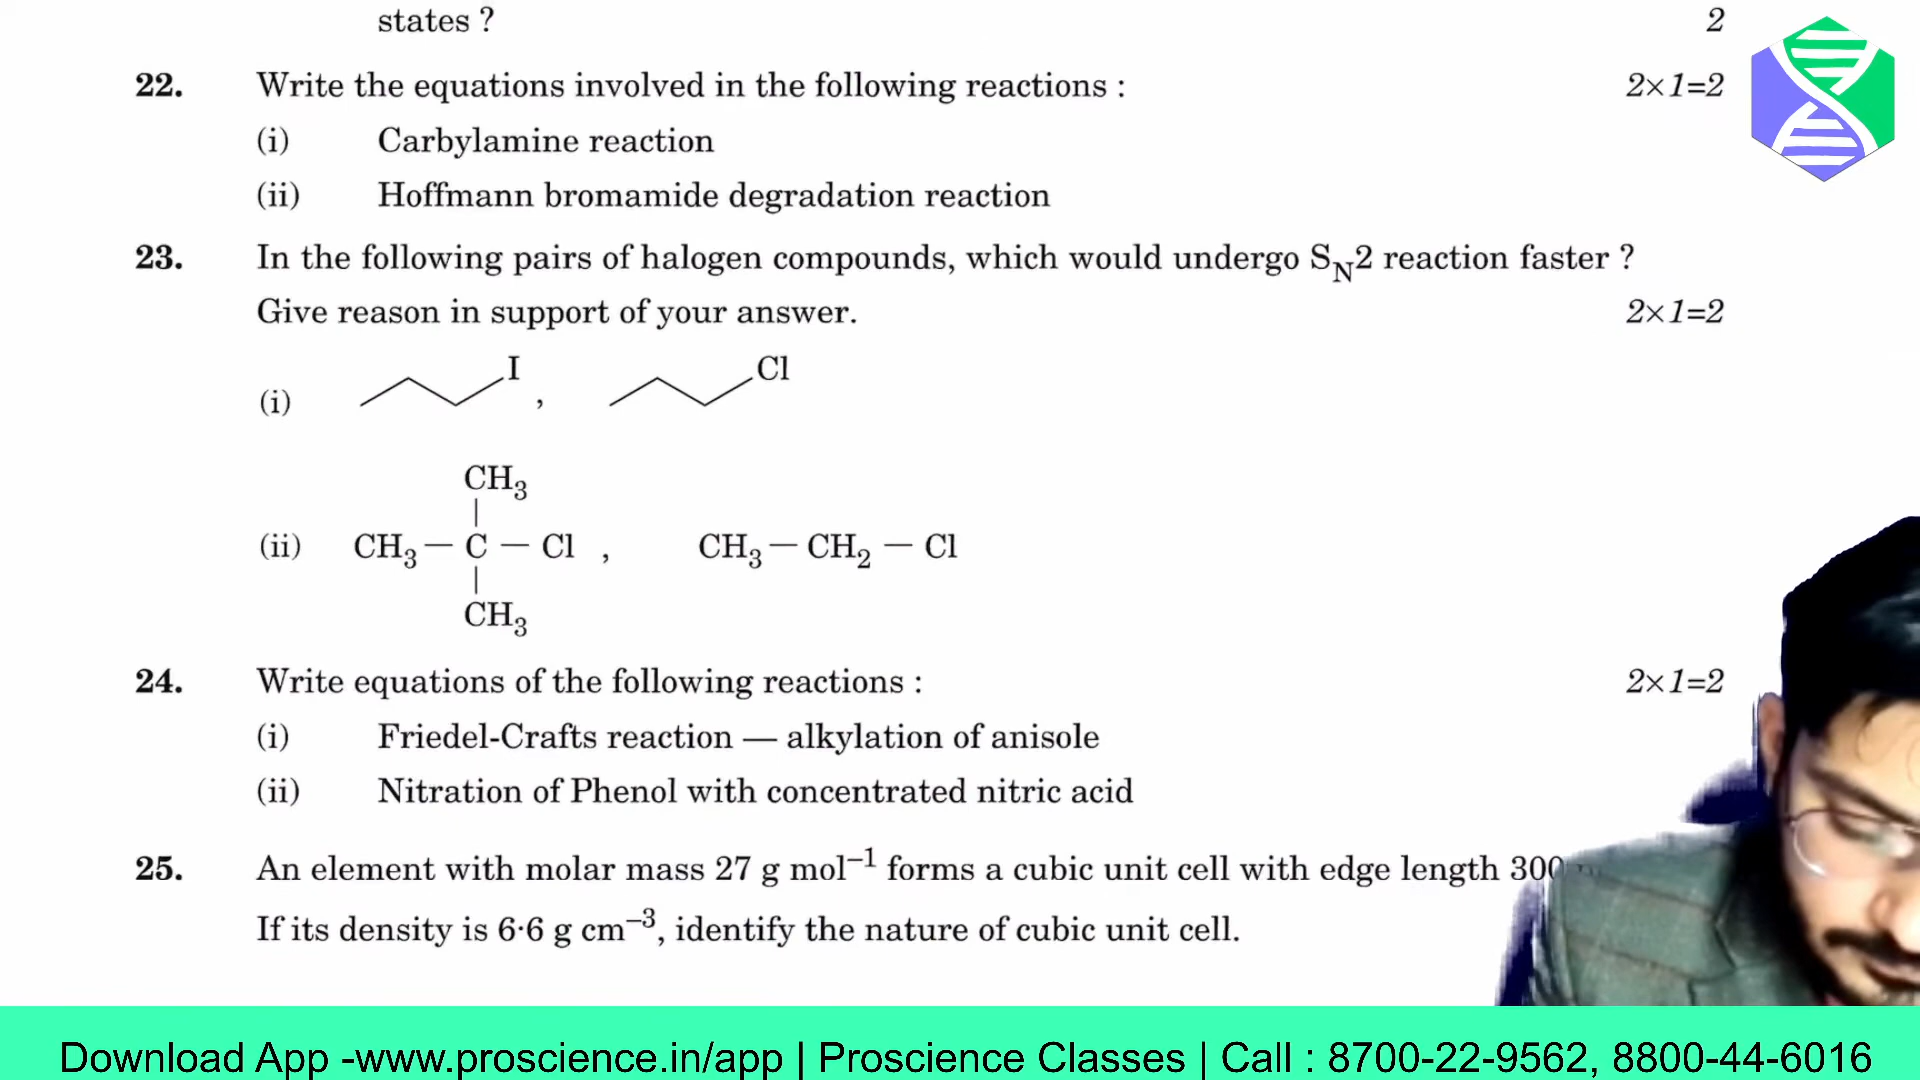 states ? 2
22. Write the equations involved in the following reactions : 2×1=2
(i) Carbylamine reaction
(ii) Hoffmann bromamide degradation reaction
23. In the following pairs of halogen compounds, which would undergo S_N2 reaction faster ?
Give reason in support of your answer. 2×1=2
(i) I , Cl
CH₃
|
(ii) CH₃ — C — Cl , CH₃ — CH₂ — Cl
|
CH₃
24. Write equations of the following reactions : 2×1=2
(i) Friedel-Crafts reaction — alkylation of anisole
(ii) Nitration of Phenol with concentrated nitric acid
25. An element with molar mass 27 g mol⁻¹ forms a cubic unit cell with edge length 300
If its density is 6·6 g cm⁻³, identify the nature of cubic unit cell.
Download App -www.proscience.in/app | Proscience Classes | Call : 8700-22-9562, 8800-44-6016